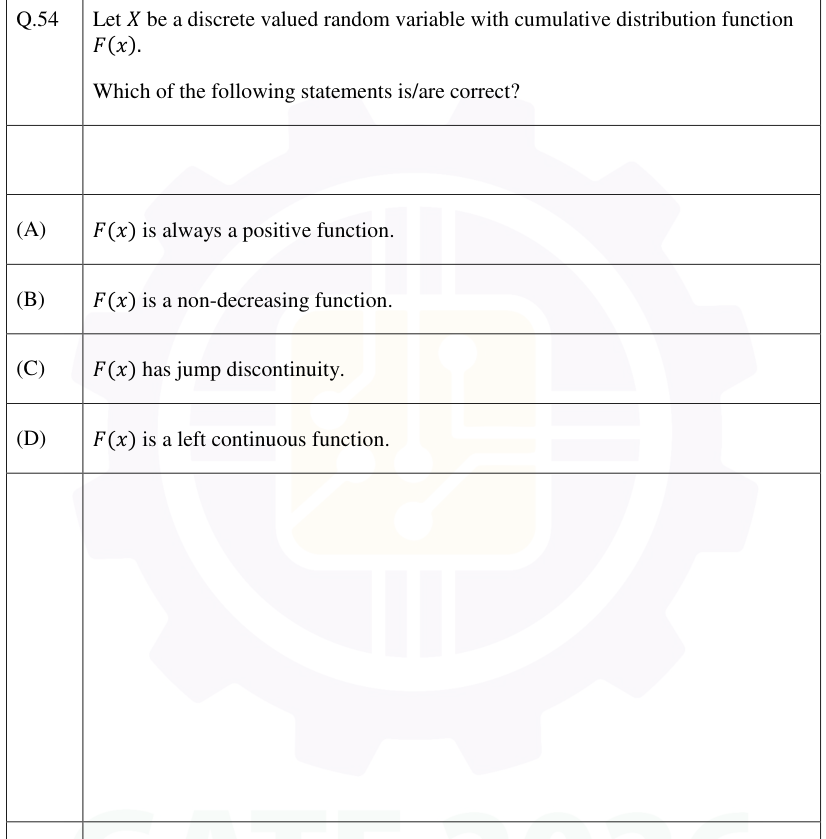 Q.54 Let X be a discrete valued random variable with cumulative distribution function
F(x).
Which of the following statements is/are correct?
(A) F(x) is always a positive function.
(B) F(x) is a non-decreasing function.
(C) F(x) has jump discontinuity.
(D) F(x) is a left continuous function.